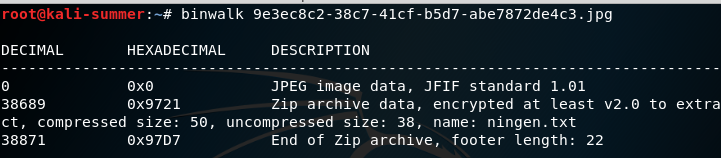 root@kali-summer:~# binwalk 9e3ec8c2-38c7-41cf-b5d7-abe7872de4c3.jpg
DECIMAL       HEXADECIMAL     DESCRIPTION
--------------------------------------------------------------------------------
0             0x0             JPEG image data, JFIF standard 1.01
38689         0x9721          Zip archive data, encrypted at least v2.0 to extra
ct, compressed size: 50, uncompressed size: 38, name: ningen.txt
38871         0x97D7          End of Zip archive, footer length: 22